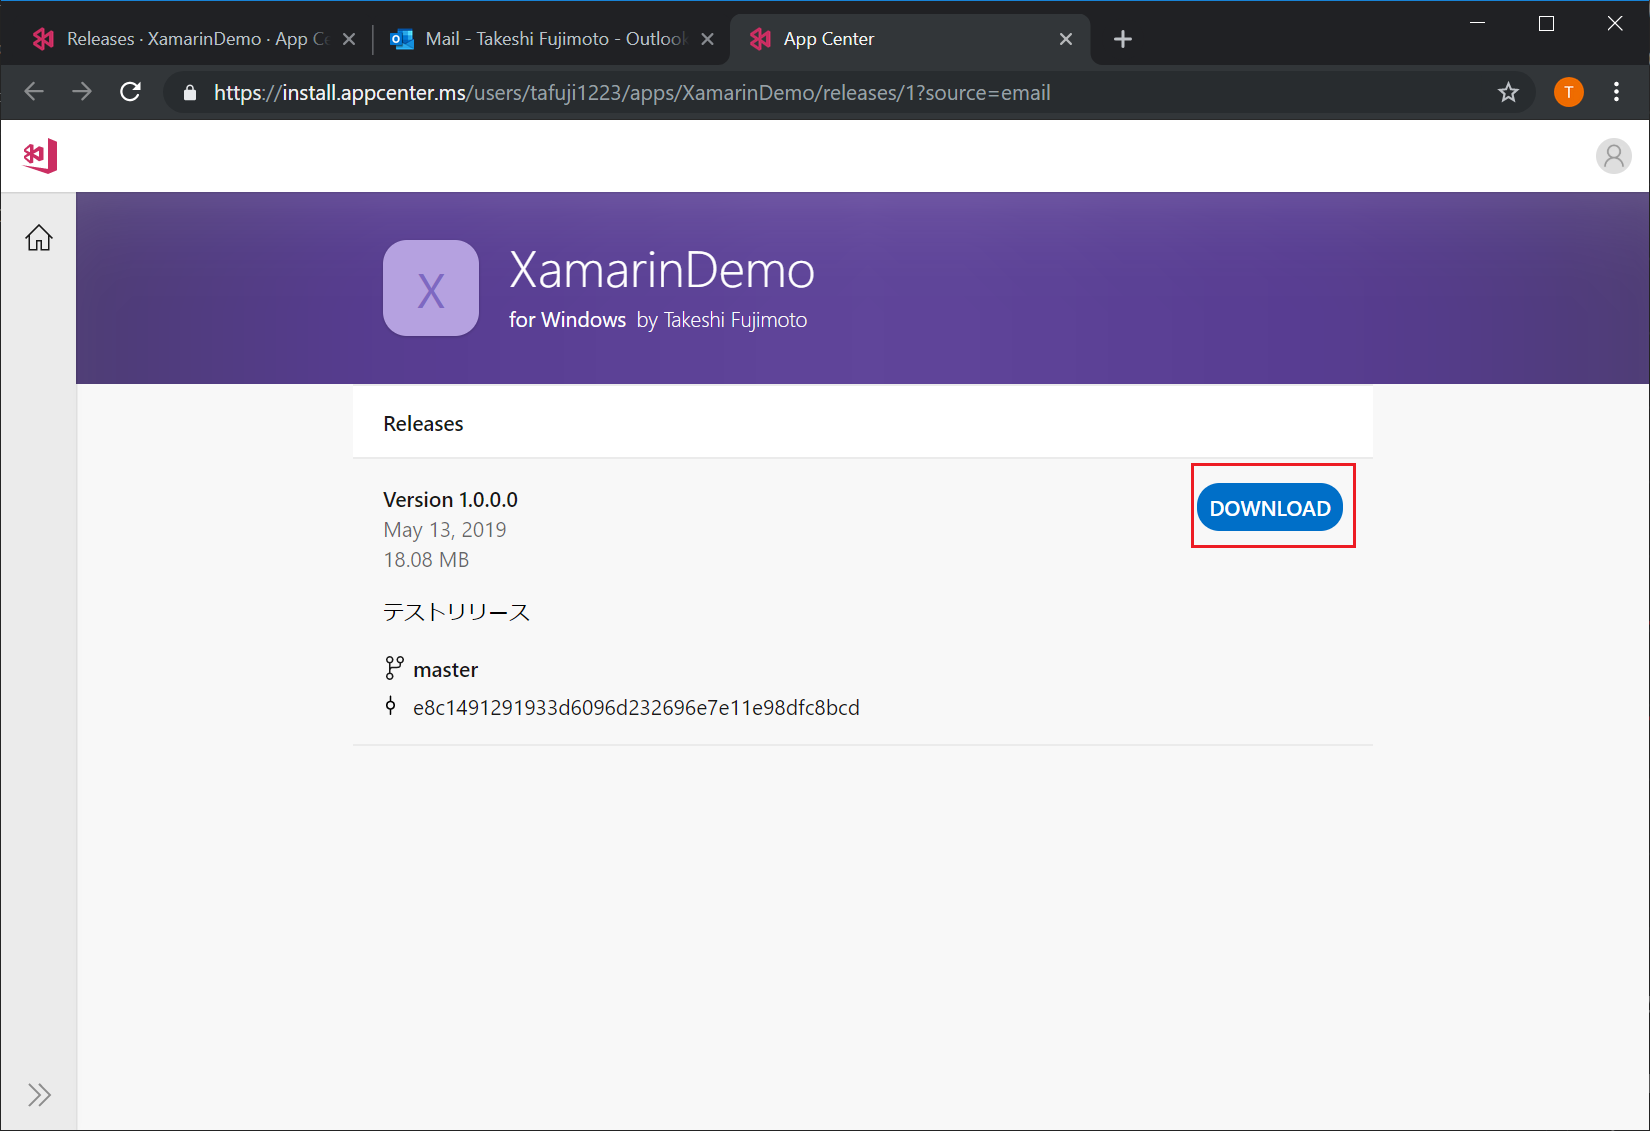 Releases · XamarinDemo · App Ce
Mail - Takeshi Fujimoto - Outlook
App Center
https://install.appcenter.ms/users/tafuji1223/apps/XamarinDemo/releases/1?source=email
T
X
XamarinDemo
for Windows by Takeshi Fujimoto
Releases
Version 1.0.0.0
DOWNLOAD
May 13, 2019
18.08 MB
テストリリース
master
e8c1491291933d6096d232696e7e11e98dfc8bcd